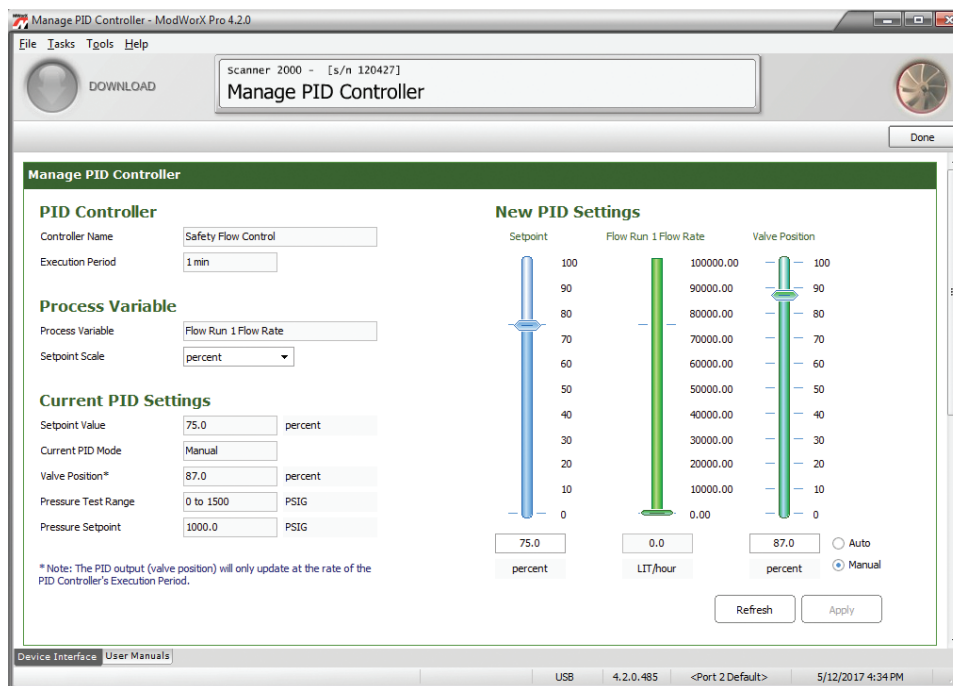 Manage PID Controller - ModWorX Pro 4.2.0
File Tasks Tools Help
DOWNLOAD
Scanner 2000 - [s/n 120427]
Manage PID Controller
Done
Manage PID Controller
PID Controller
Controller Name Safety Flow Control
Execution Period 1 min
Process Variable
Process Variable Flow Run 1 Flow Rate
Setpoint Scale percent
Current PID Settings
Setpoint Value 75.0 percent
Current PID Mode Manual
Valve Position* 87.0 percent
Pressure Test Range 0 to 1500 PSIG
Pressure Setpoint 1000.0 PSIG
* Note: The PID output (valve position) will only update at the rate of the
PID Controller's Execution Period.
New PID Settings
Setpoint Flow Run 1 Flow Rate Valve Position
100 100000.00 100
90 90000.00 90
80 80000.00 80
70 70000.00 70
60 60000.00 60
50 50000.00 50
40 40000.00 40
30 30000.00 30
20 20000.00 20
10 10000.00 10
0 0.00 0
75.0 0.0 87.0 Auto
percent LIT/hour percent Manual
Refresh Apply
Device Interface User Manuals
USB 4.2.0.485 <Port 2 Default> 5/12/2017 4:34 PM